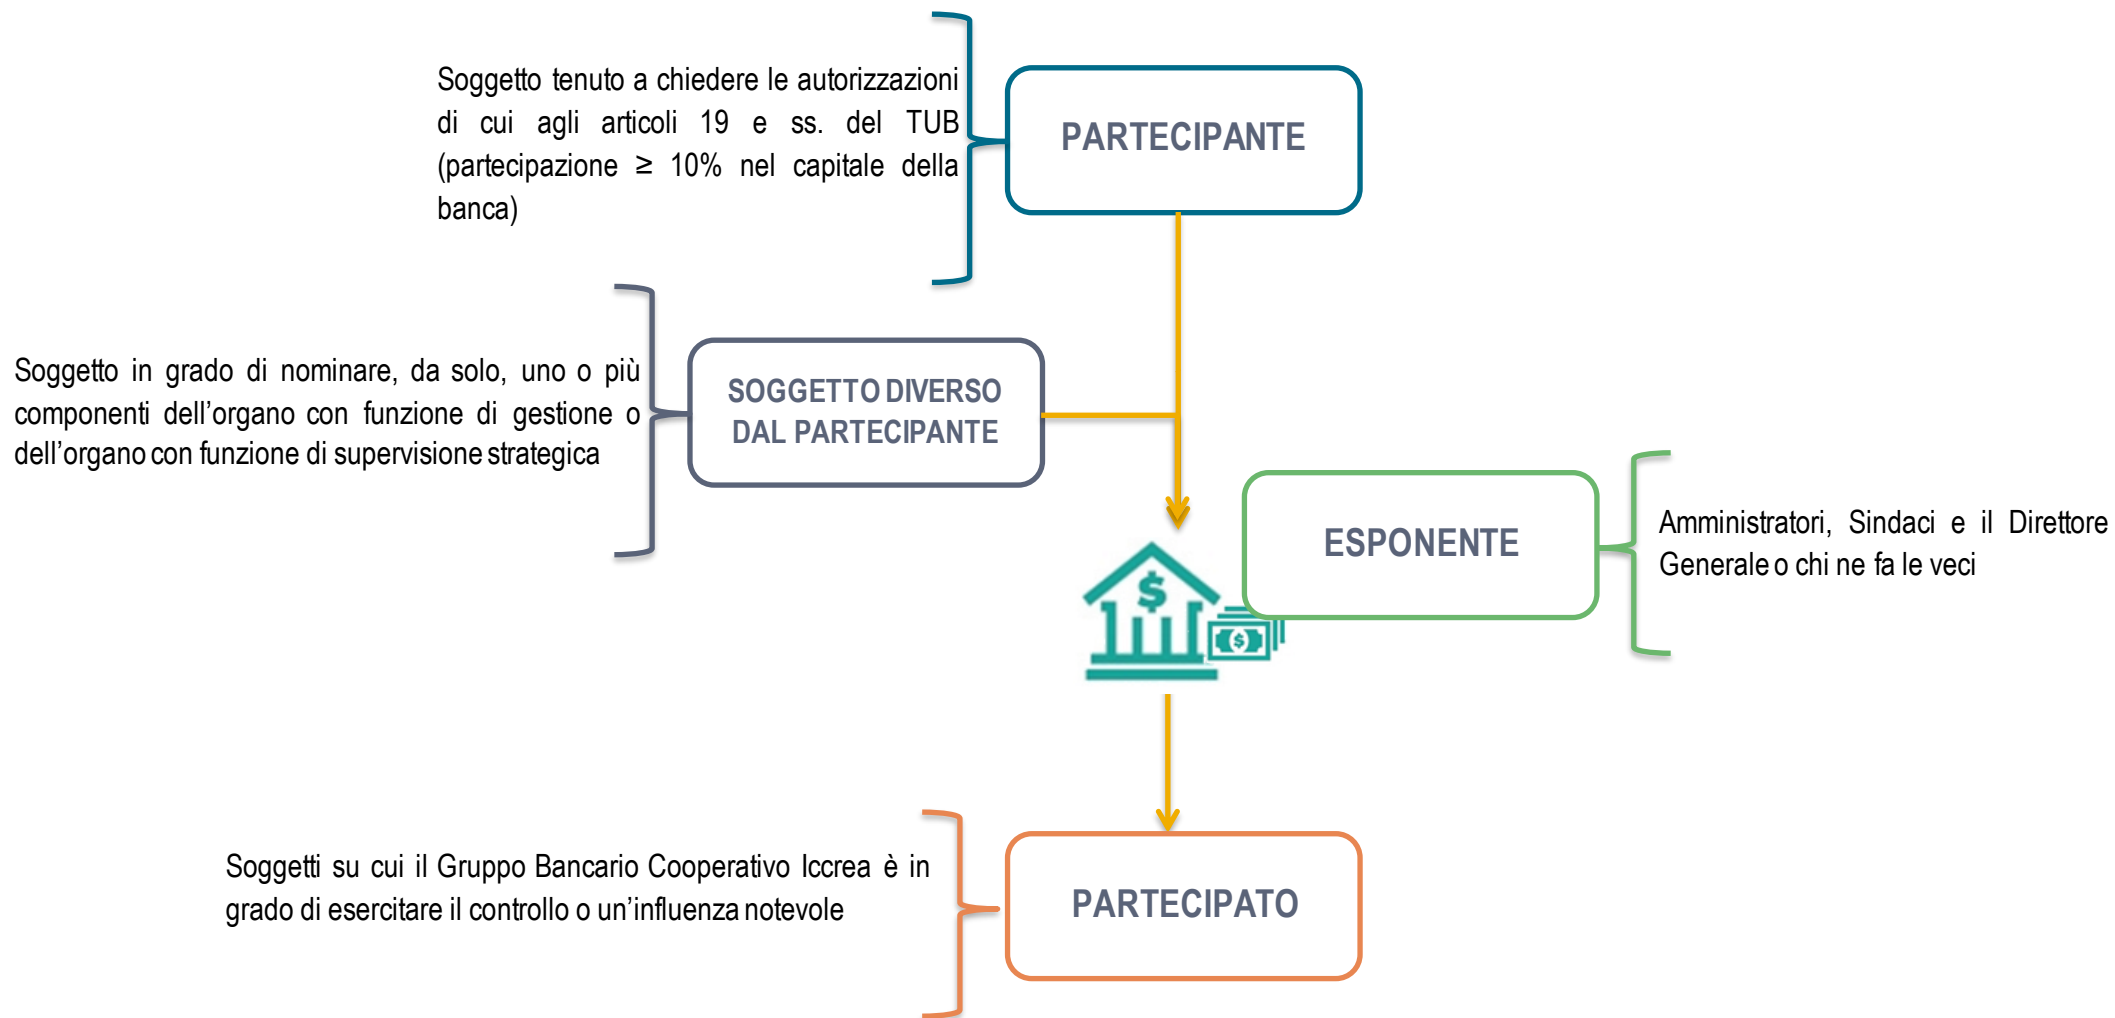 Soggetto tenuto a chiedere le autorizzazioni
di cui agli articoli 19 e ss. del TUB
(partecipazione ≥ 10% nel capitale della
banca)
PARTECIPANTE
Soggetto in grado di nominare, da solo, uno o più
componenti dell’organo con funzione di gestione o
dell’organo con funzione di supervisione strategica
SOGGETTO DIVERSO
DAL PARTECIPANTE
ESPONENTE
Amministratori, Sindaci e il Direttore
Generale o chi ne fa le veci
$
$
Soggetti su cui il Gruppo Bancario Cooperativo Iccrea è in
grado di esercitare il controllo o un’influenza notevole
PARTECIPATO